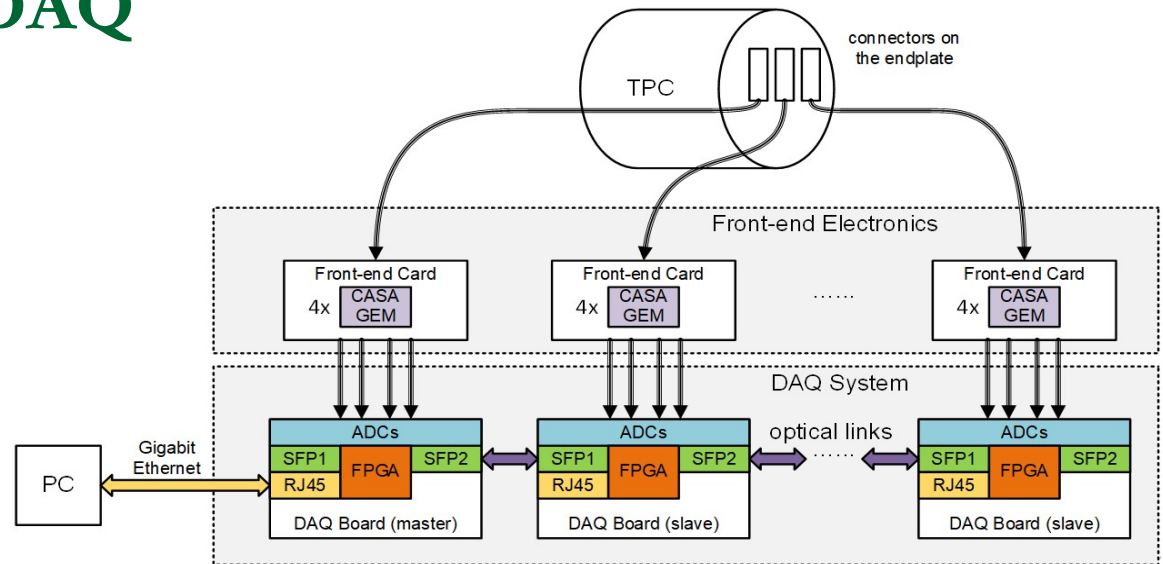 DAQ
connectors on
the endplate
TPC
Front-end Electronics
Front-end Card
4x
CASA
GEM
Front-end Card
4x
CASA
GEM
......
Front-end Card
4x
CASA
GEM
DAQ System
Gigabit
Ethernet
PC
ADCs
SFP1
FPGA
SFP2
RJ45
DAQ Board (master)
ADCs
SFP1
FPGA
SFP2
RJ45
DAQ Board (slave)
optical links
......
ADCs
SFP1
FPGA
SFP2
RJ45
DAQ Board (slave)